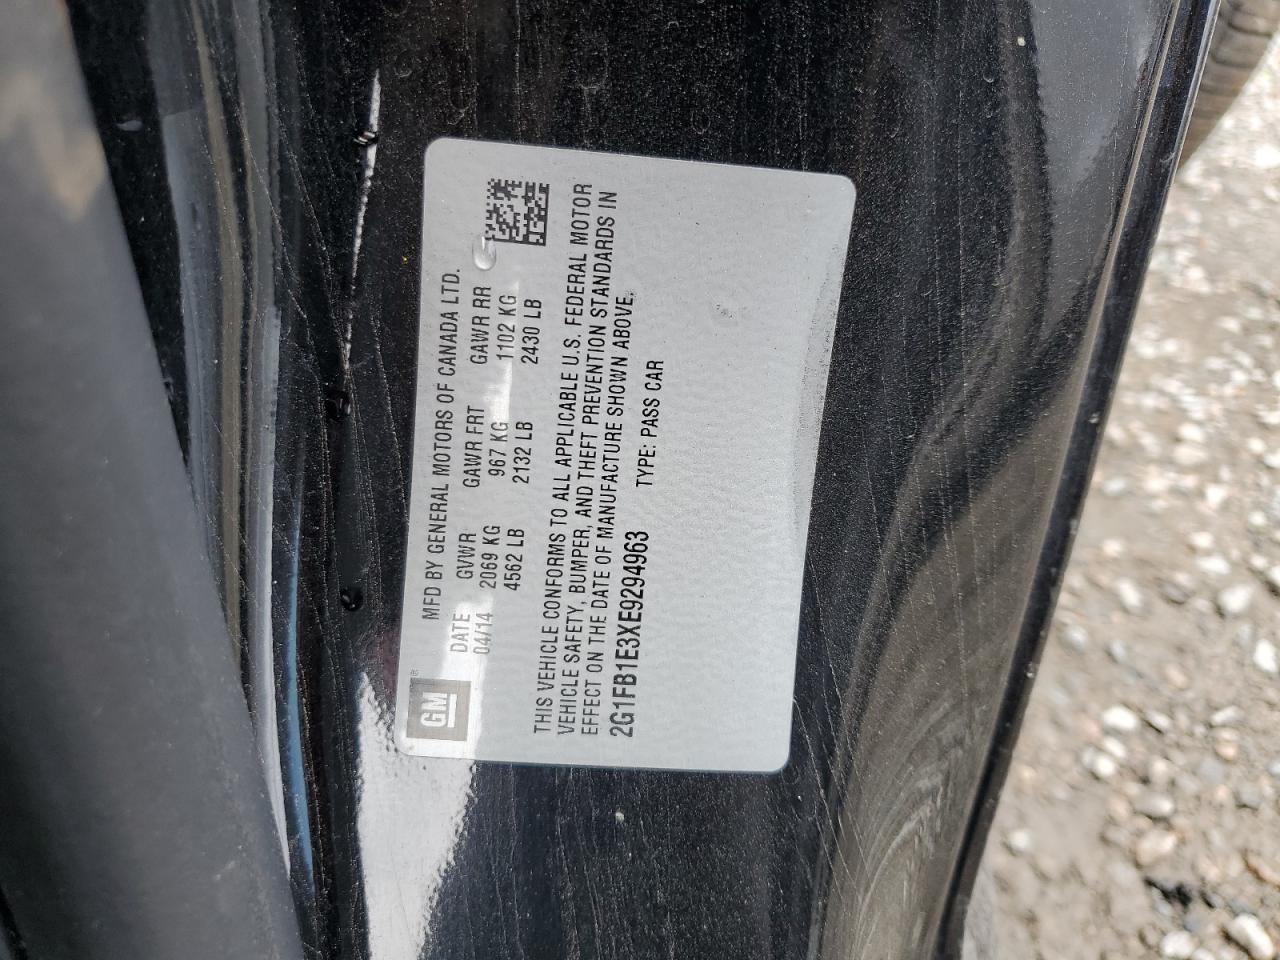 GM®
MFD BY GENERAL MOTORS OF CANADA LTD.
DATE GVWR GAWR FRT GAWR RR
04/14 2069 KG 967 KG 1102 KG
4562 LB 2132 LB 2430 LB
THIS VEHICLE CONFORMS TO ALL APPLICABLE U.S. FEDERAL MOTOR
VEHICLE SAFETY, BUMPER, AND THEFT PREVENTION STANDARDS IN
EFFECT ON THE DATE OF MANUFACTURE SHOWN ABOVE.
2G1FB1E3XE9294963 TYPE: PASS CAR